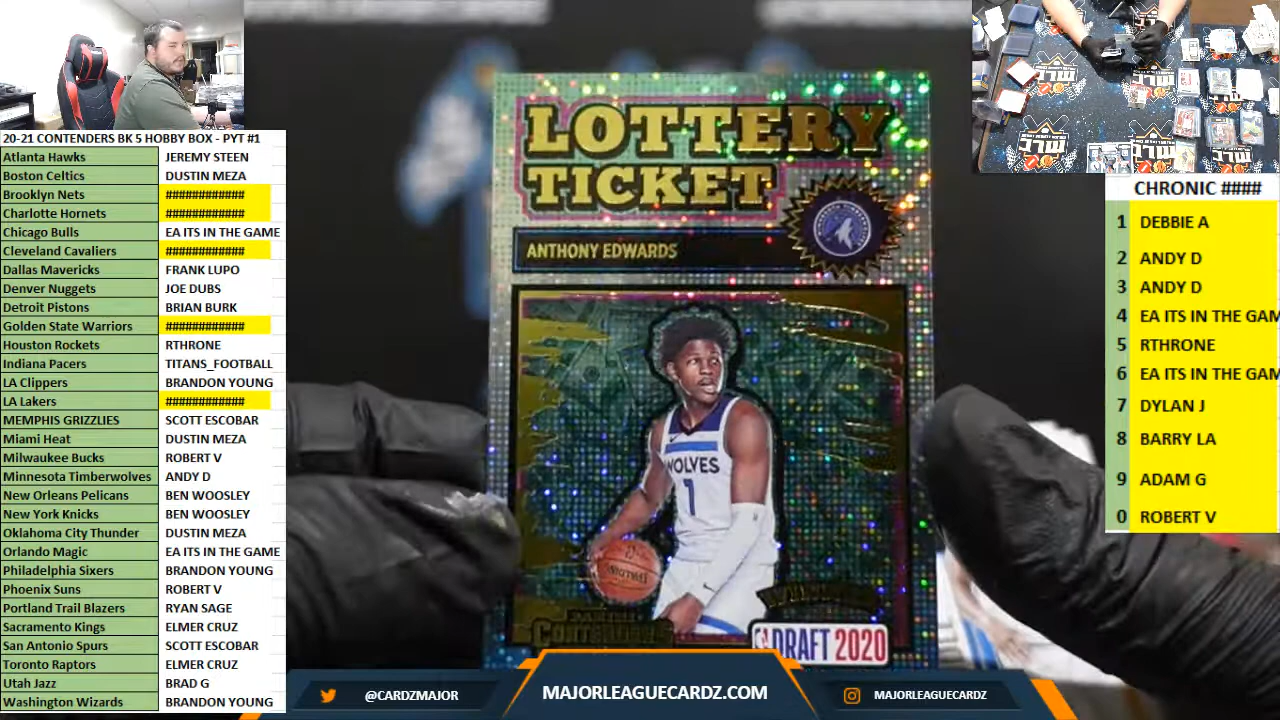 20-21 CONTENDERS BK 5 HOBBY BOX - PYT #1
Atlanta Hawks JEREMY STEEN
Boston Celtics DUSTIN MEZA
Brooklyn Nets ############
Charlotte Hornets ############
Chicago Bulls EA ITS IN THE GAME
Cleveland Cavaliers ############
Dallas Mavericks FRANK LUPO
Denver Nuggets JOE DUBS
Detroit Pistons BRIAN BURK
Golden State Warriors ############
Houston Rockets RTHRONE
Indiana Pacers TITANS_FOOTBALL
LA Clippers BRANDON YOUNG
LA Lakers ############
MEMPHIS GRIZZLIES SCOTT ESCOBAR
Miami Heat DUSTIN MEZA
Milwaukee Bucks ROBERT V
Minnesota Timberwolves ANDY D
New Orleans Pelicans BEN WOOSLEY
New York Knicks BEN WOOSLEY
Oklahoma City Thunder DUSTIN MEZA
Orlando Magic EA ITS IN THE GAME
Philadelphia Sixers BRANDON YOUNG
Phoenix Suns ROBERT V
Portland Trail Blazers RYAN SAGE
Sacramento Kings ELMER CRUZ
San Antonio Spurs SCOTT ESCOBAR
Toronto Raptors ELMER CRUZ
Utah Jazz BRAD G
Washington Wizards BRANDON YOUNG
LOTTERY
TICKET
ANTHONY EDWARDS
WOLVES
1
PANINI
CONTENDERS
DRAFT 2020
MLC
MLC
MLC
MLC
CHRONIC ####
1 DEBBIE A
2 ANDY D
3 ANDY D
4 EA ITS IN THE GAM
5 RTHRONE
6 EA ITS IN THE GAM
7 DYLAN J
8 BARRY LA
9 ADAM G
0 ROBERT V
@CARDZMAJOR
MAJORLEAGUECARDZ.COM
MAJORLEAGUECARDZ